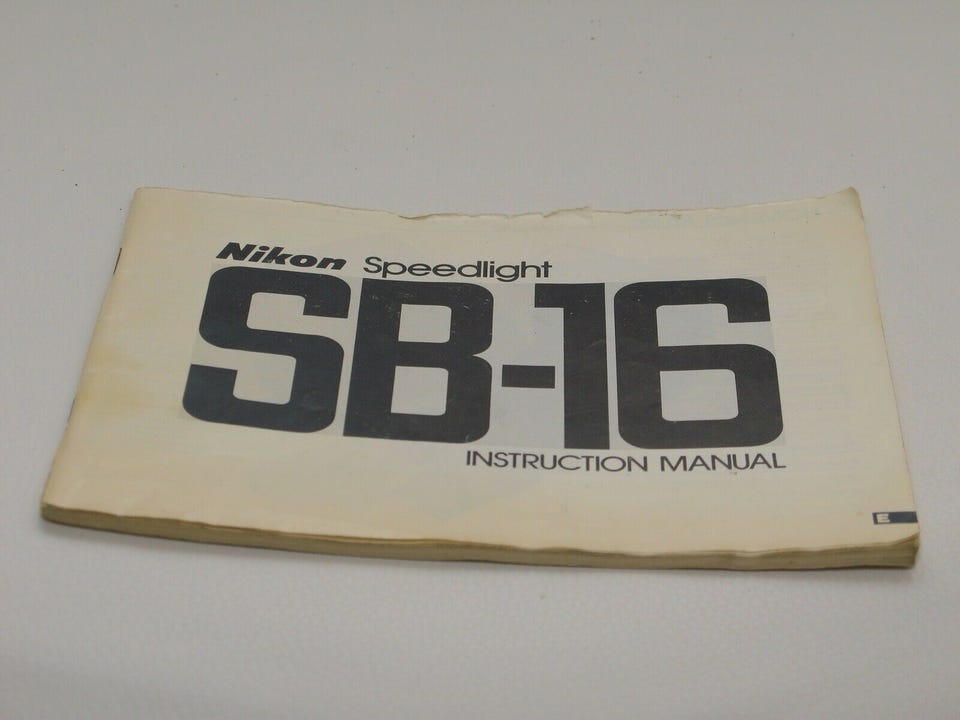 Nikon Speedlight
SB-16
INSTRUCTION MANUAL
E